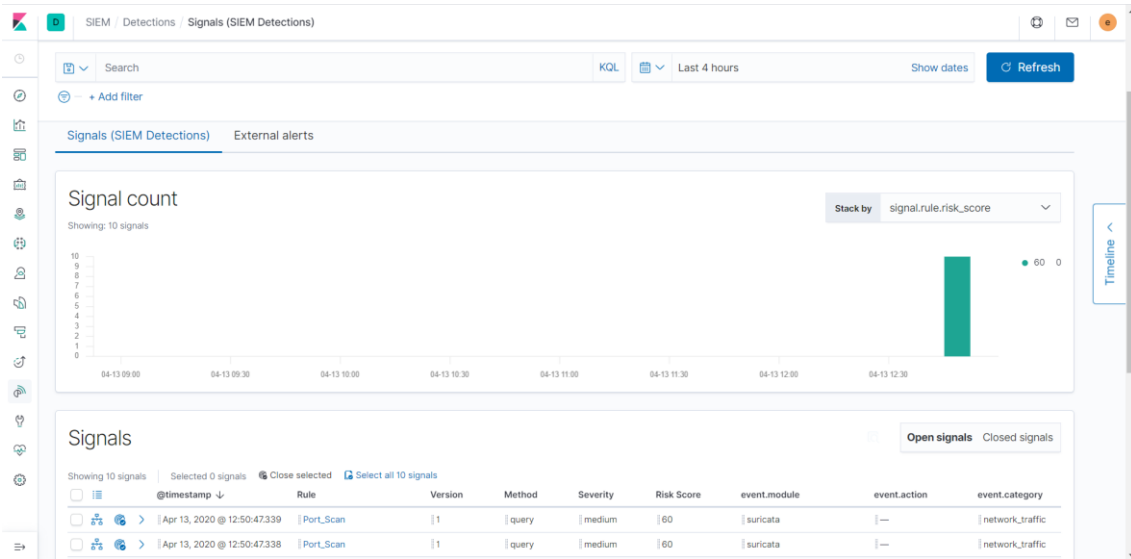 D SIEM / Detections / Signals (SIEM Detections) e
Search KQL Last 4 hours Show dates Refresh
+ Add filter
Signals (SIEM Detections) External alerts
Signal count
Stack by signal.rule.risk_score
Showing: 10 signals
10
9
8
7
6
5
4
3
2
1
0
60 0
04-13 09:00 04-13 09:30 04-13 10:00 04-13 10:30 04-13 11:00 04-13 11:30 04-13 12:00 04-13 12:30
Timeline
Signals
Open signals Closed signals
Showing 10 signals Selected 0 signals Close selected Select all 10 signals
@timestamp Rule Version Method Severity Risk Score event.module event.action event.category
Apr 13, 2020 @ 12:50:47.339 Port_Scan 1 query medium 60 suricata — network_traffic
Apr 13, 2020 @ 12:50:47.338 Port_Scan 1 query medium 60 suricata — network_traffic